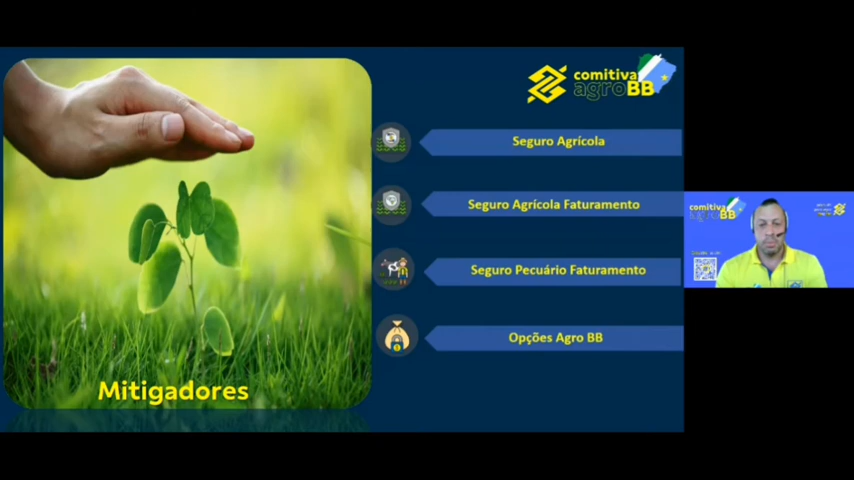 comitiva
agroBB
Seguro Agrícola
Seguro Agrícola Faturamento
Seguro Pecuário Faturamento
Opções Agro BB
Mitigadores
comitiva
agroBB